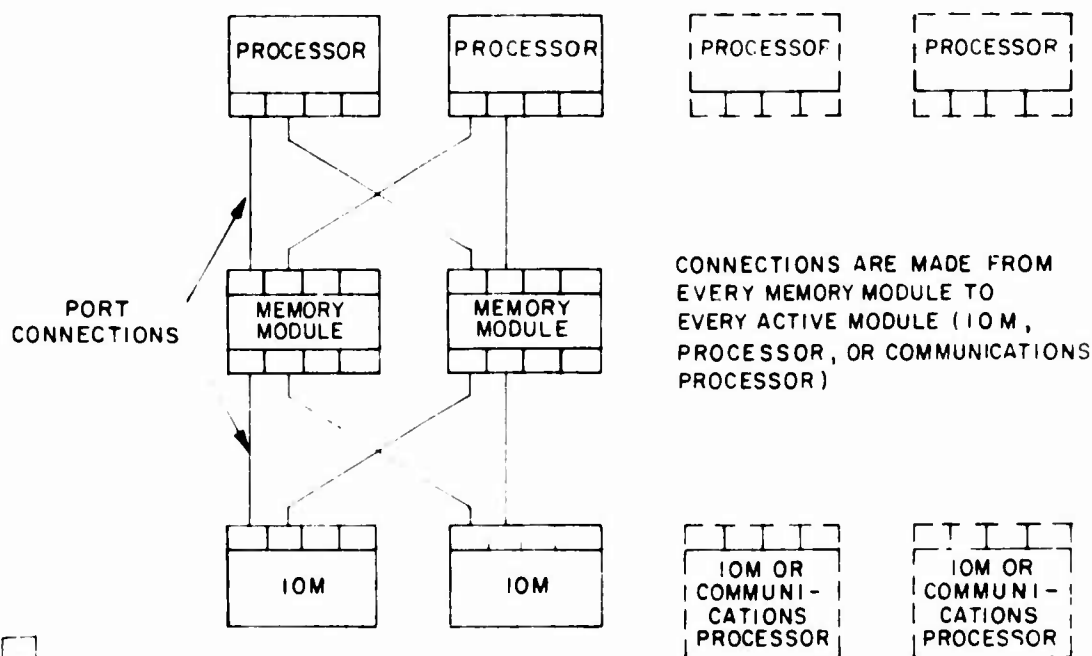 PROCESSOR
PROCESSOR
PROCESSOR
PROCESSOR
PORT
CONNECTIONS
MEMORY
MODULE
MEMORY
MODULE
CONNECTIONS ARE MADE FROM
EVERY MEMORY MODULE TO
EVERY ACTIVE MODULE (IOM,
PROCESSOR, OR COMMUNICATIONS
PROCESSOR)
IOM
IOM
IOM OR
COMMUNI-
CATIONS
PROCESSOR
IOM OR
COMMUNI-
CATIONS
PROCESSOR